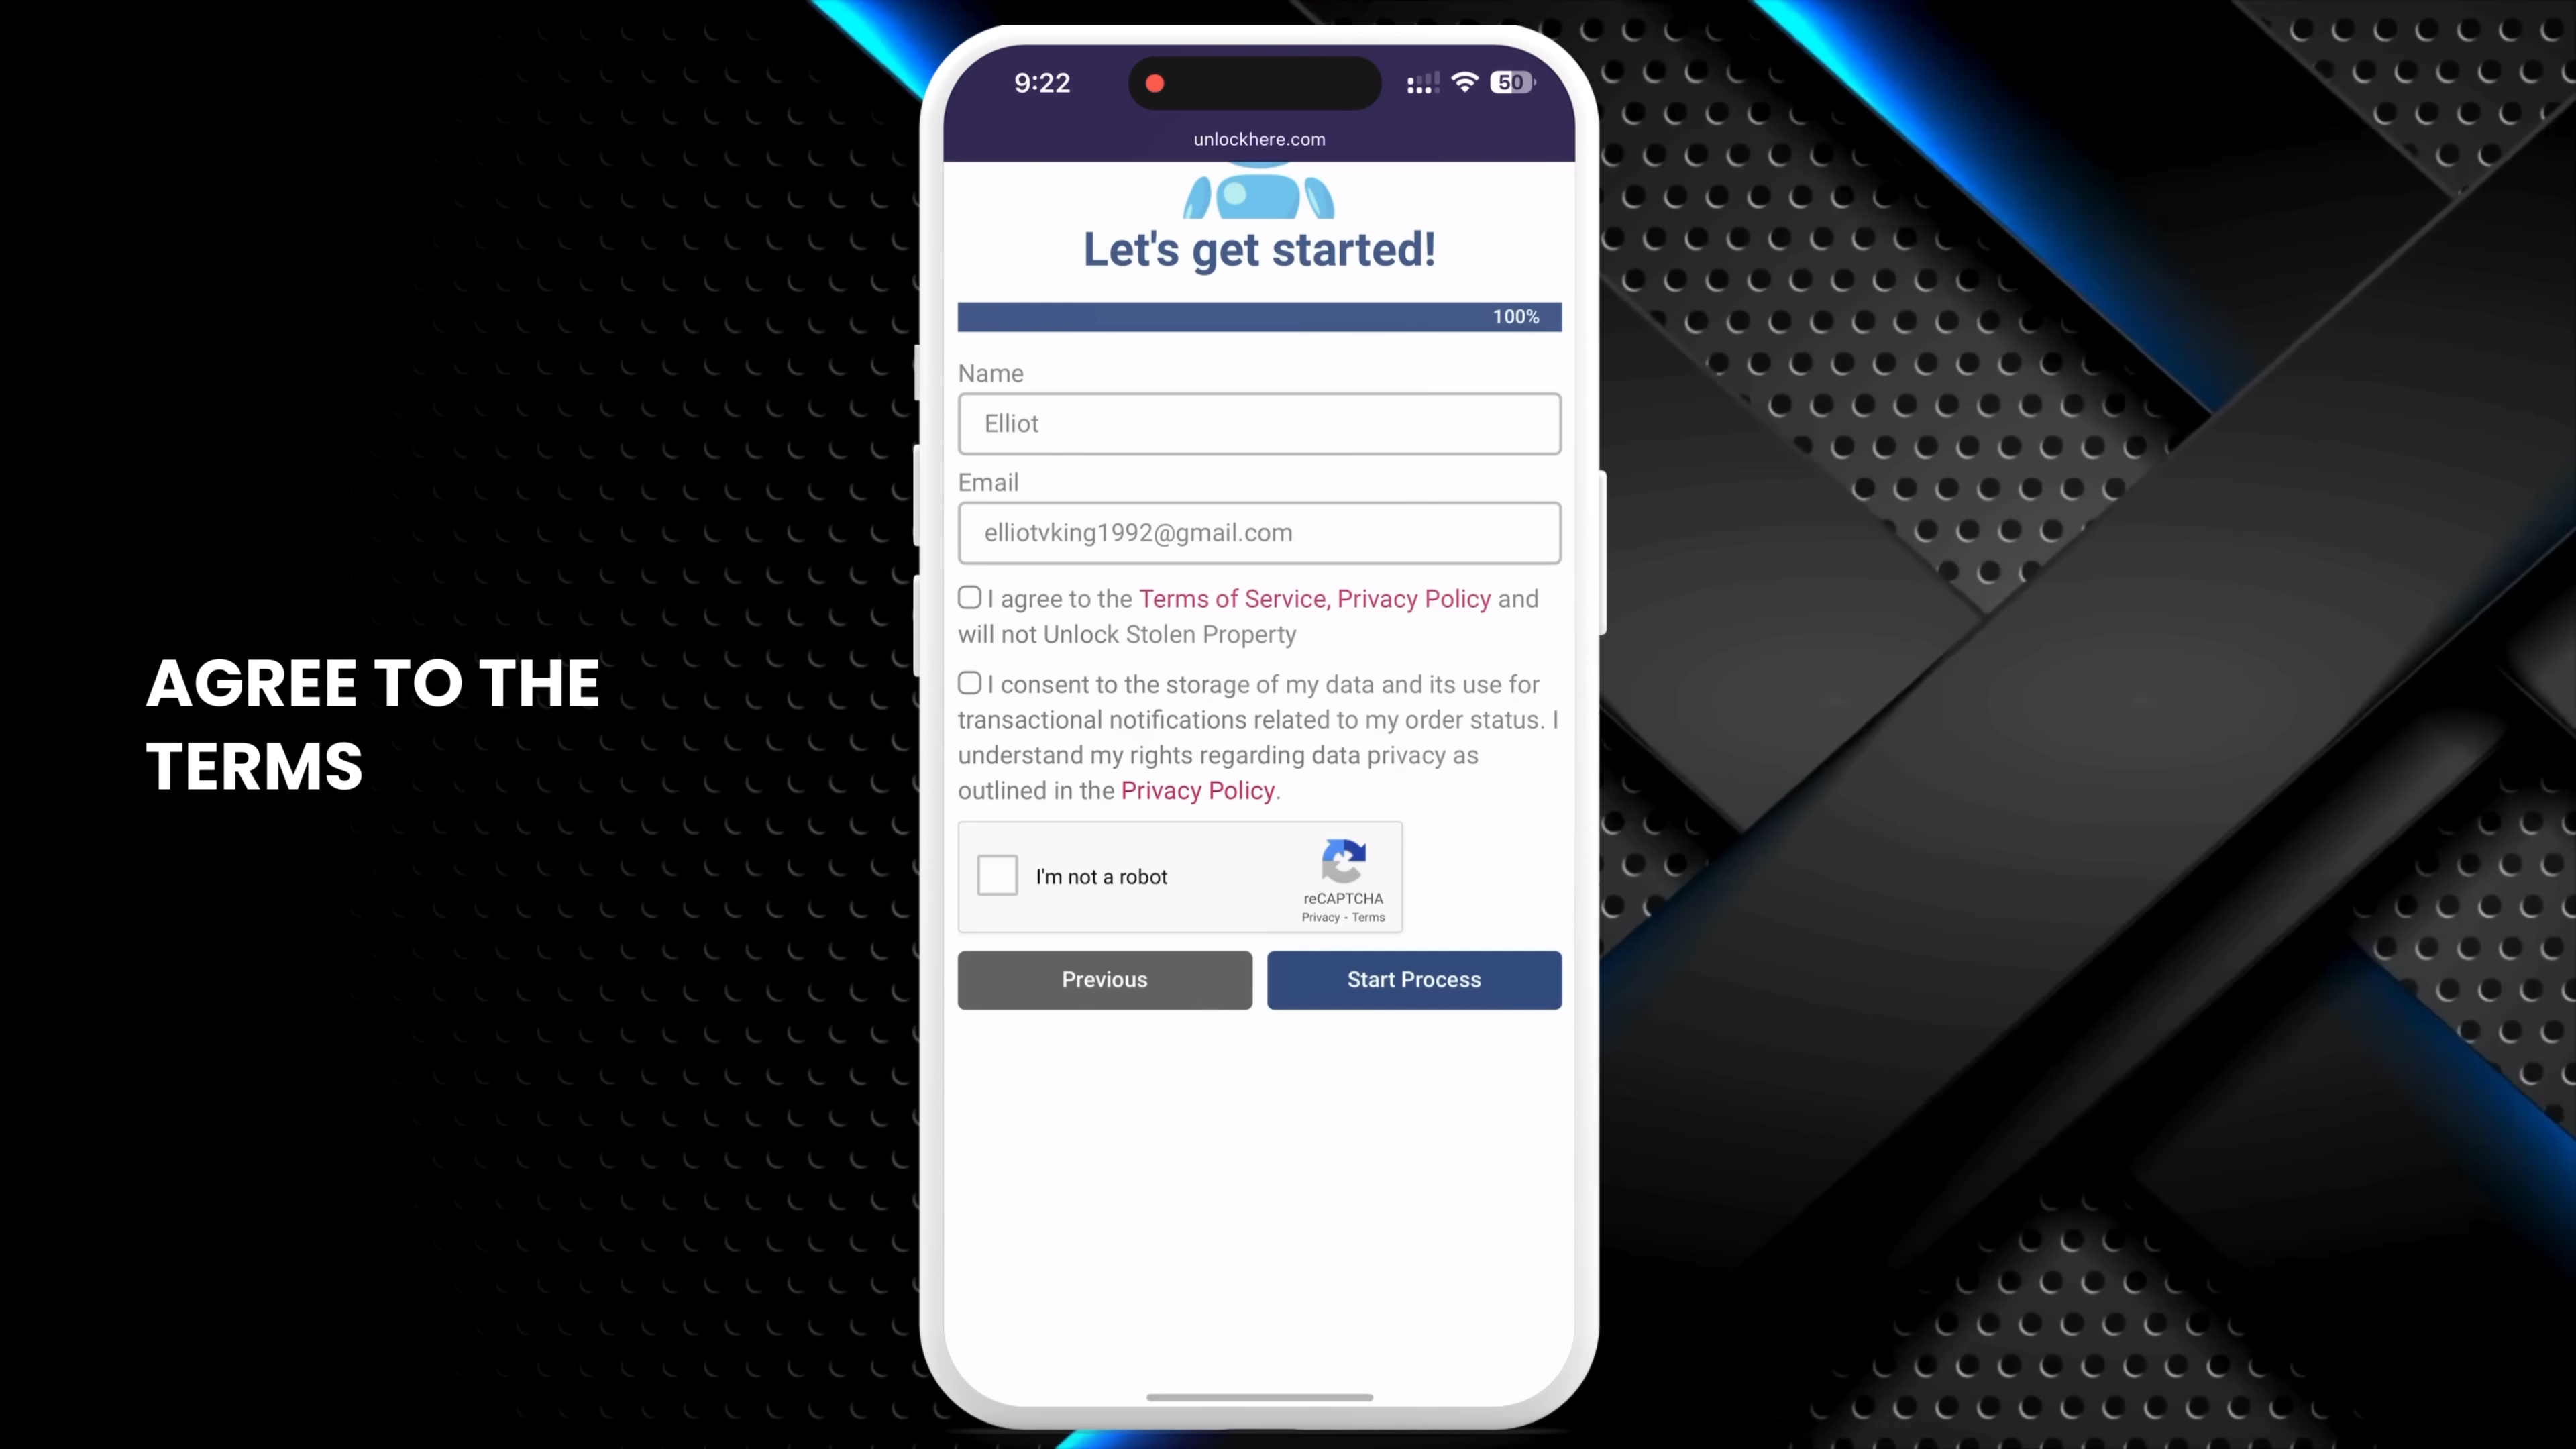 9:22
50
unlockhere.com
Let's get started!
100%
Name
Elliot
Email
elliotvking1992@gmail.com
I agree to the Terms of Service, Privacy Policy and
will not Unlock Stolen Property
I consent to the storage of my data and its use for
transactional notifications related to my order status. I
understand my rights regarding data privacy as
outlined in the Privacy Policy.
I'm not a robot
reCAPTCHA
Privacy - Terms
Previous
Start Process
AGREE TO THE
TERMS